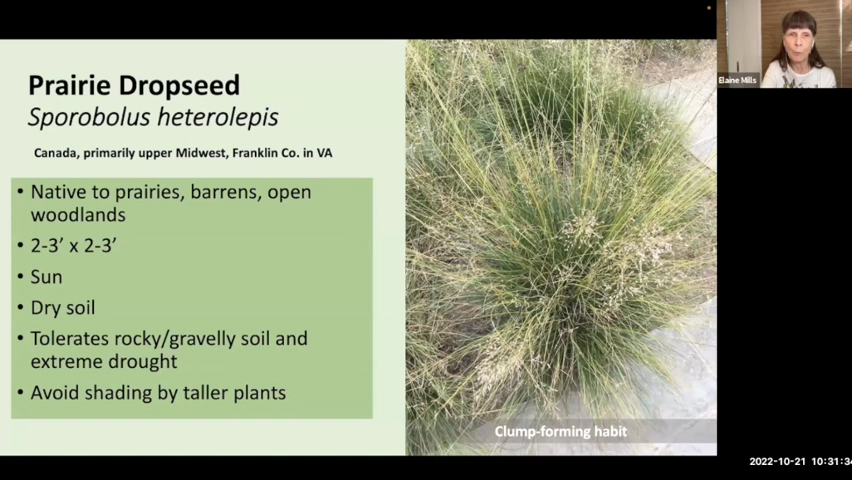 Prairie Dropseed
Sporobolus heterolepis
Canada, primarily upper Midwest, Franklin Co. in VA
• Native to prairies, barrens, open
woodlands
• 2-3’ x 2-3’
• Sun
• Dry soil
• Tolerates rocky/gravelly soil and
extreme drought
• Avoid shading by taller plants
Clump-forming habit
Elaine Mills
2022-10-21 10:31:34